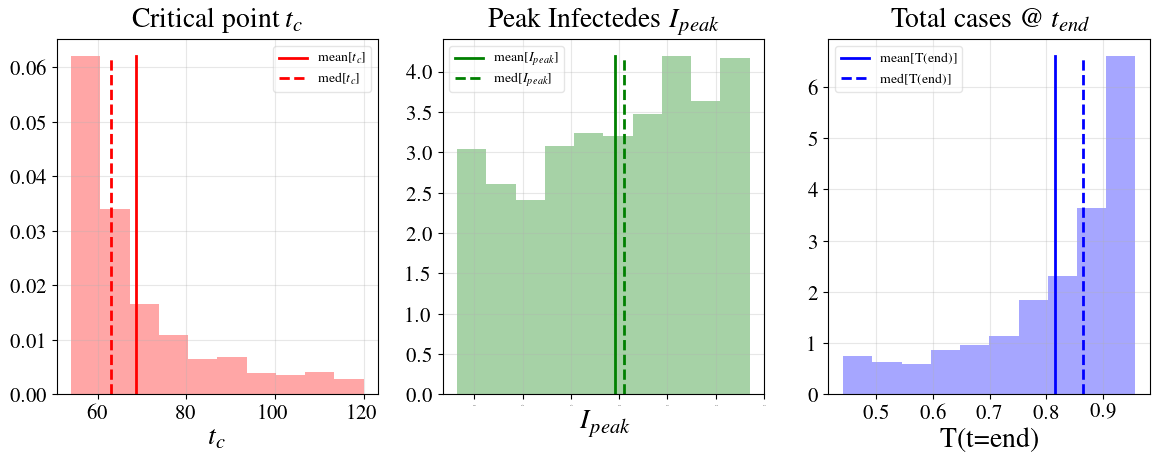 Critical point t_c
mean[t_c]
med[t_c]
0.06
0.05
0.04
0.03
0.02
0.01
0.00
60 80 100 120
t_c
Peak Infectedes I_peak
mean[I_peak]
med[I_peak]
4.0
3.5
3.0
2.5
2.0
1.5
1.0
0.5
0.0
I_peak
Total cases @ t_end
mean[T(end)]
med[T(end)]
6
5
4
3
2
1
0
0.5 0.6 0.7 0.8 0.9
T(t=end)